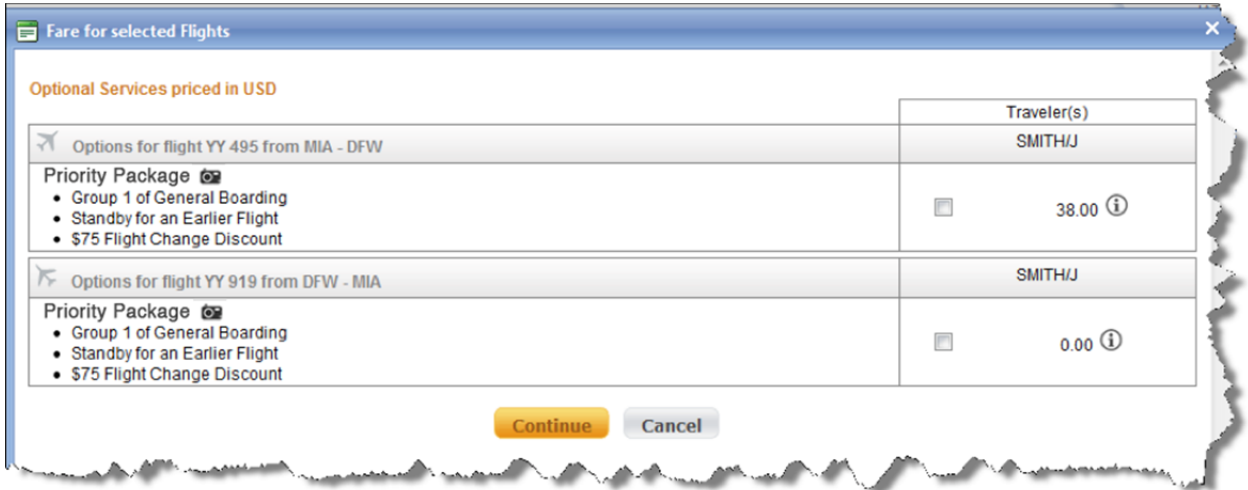 Fare for selected Flights
Optional Services priced in USD
Traveler(s)
Options for flight YY 495 from MIA - DFW SMITH/J
Priority Package
• Group 1 of General Boarding
• Standby for an Earlier Flight
• $75 Flight Change Discount
38.00
Options for flight YY 919 from DFW - MIA SMITH/J
Priority Package
• Group 1 of General Boarding
• Standby for an Earlier Flight
• $75 Flight Change Discount
0.00
Continue Cancel